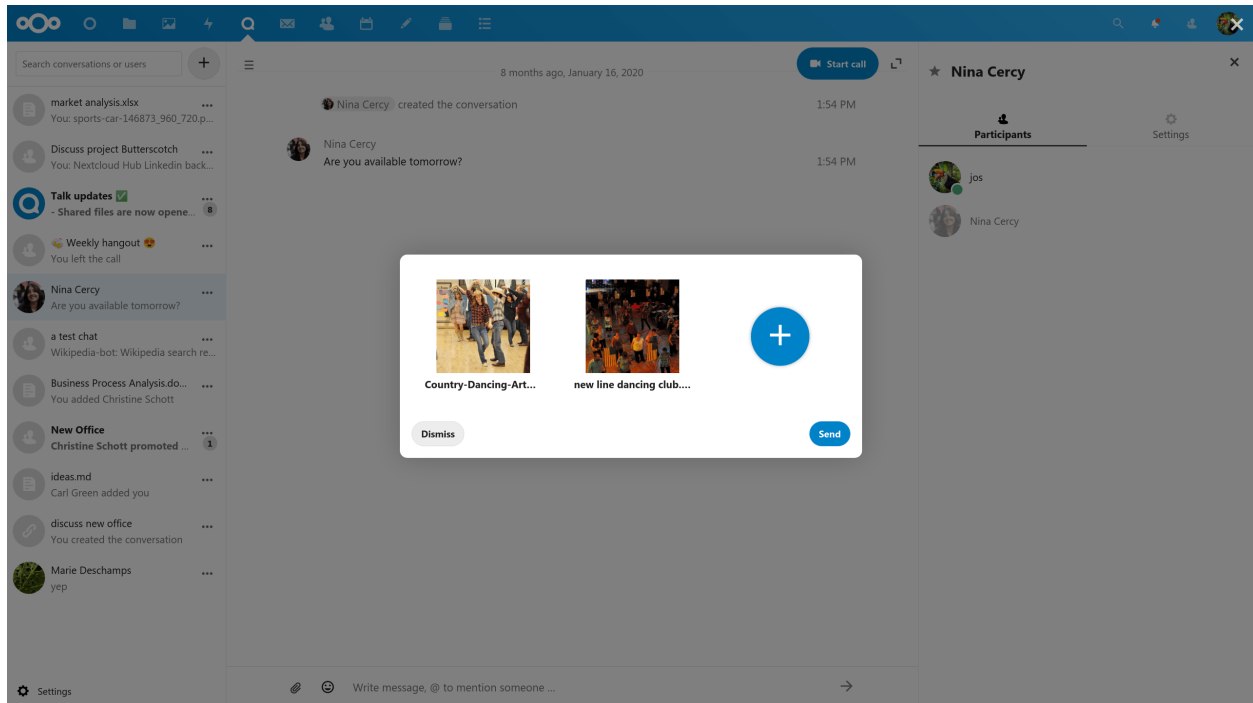 Search conversations or users
market analysis.xlsx
You: sports-car-146873_960_720.p...
Discuss project Butterscotch
You: Nextcloud Hub Linkedin back...
Talk updates ✅
- Shared files are now opene...
8
👋 Weekly hangout 😍
You left the call
Nina Cercy
Are you available tomorrow?
a test chat
Wikipedia-bot: Wikipedia search re...
Business Process Analysis.do...
You added Christine Schott
New Office
Christine Schott promoted ...
1
ideas.md
Carl Green added you
discuss new office
You created the conversation
Marie Deschamps
yep
Settings
8 months ago, January 16, 2020
Start call
Nina Cercy created the conversation
1:54 PM
Nina Cercy
Are you available tomorrow?
1:54 PM
Country-Dancing-Art...
new line dancing club....
Dismiss
Send
Write message, @ to mention someone ...
Nina Cercy
Participants
Settings
jos
Nina Cercy